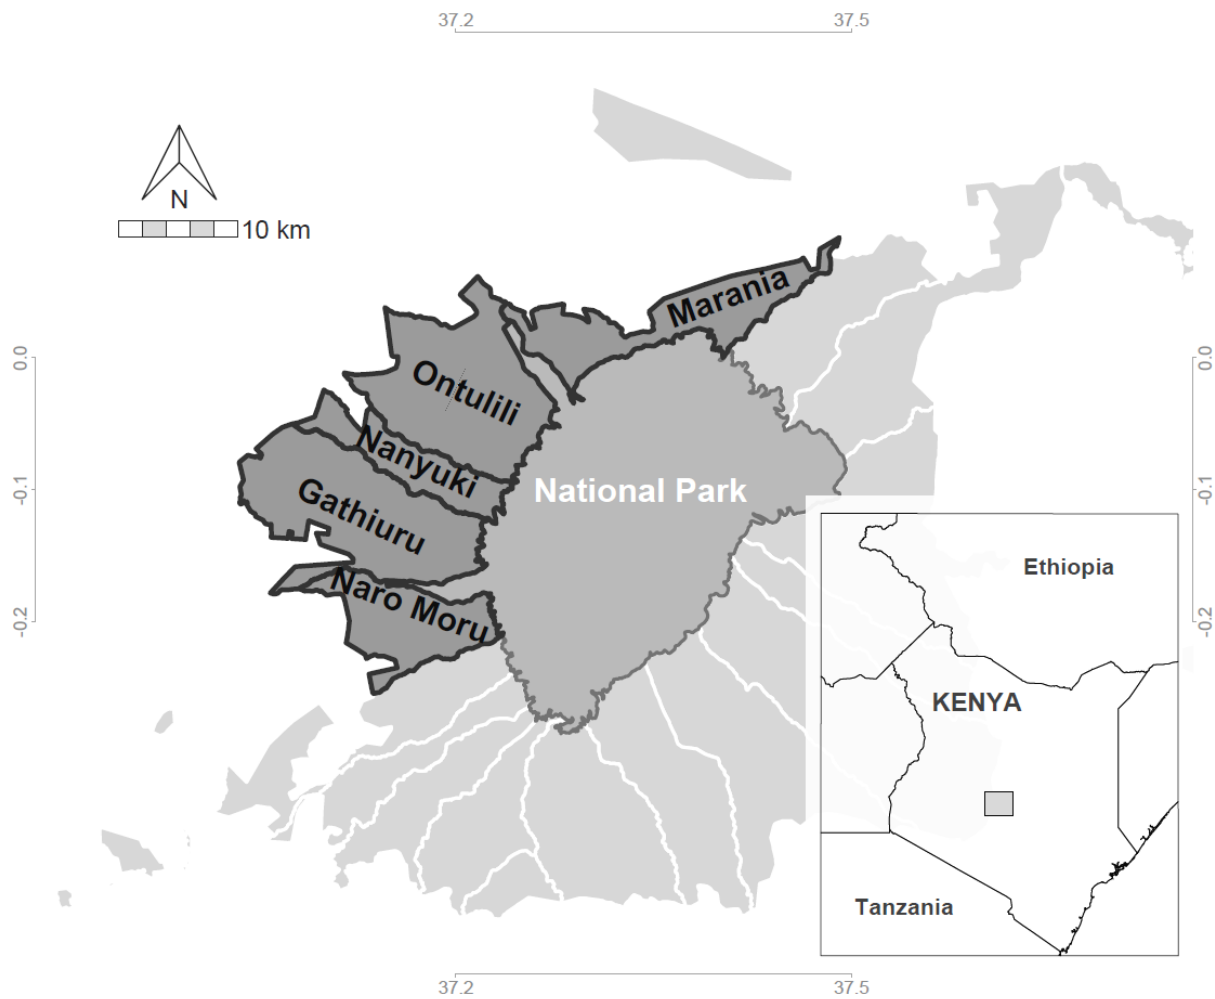 37.2
37.5
N
10 km
Marania
0.0
0.0
Ontulili
Nanyuki
National Park
-0.1
-0.1
Gathiuru
Ethiopia
Naro Moru
-0.2
-0.2
KENYA
Tanzania
37.2
37.5